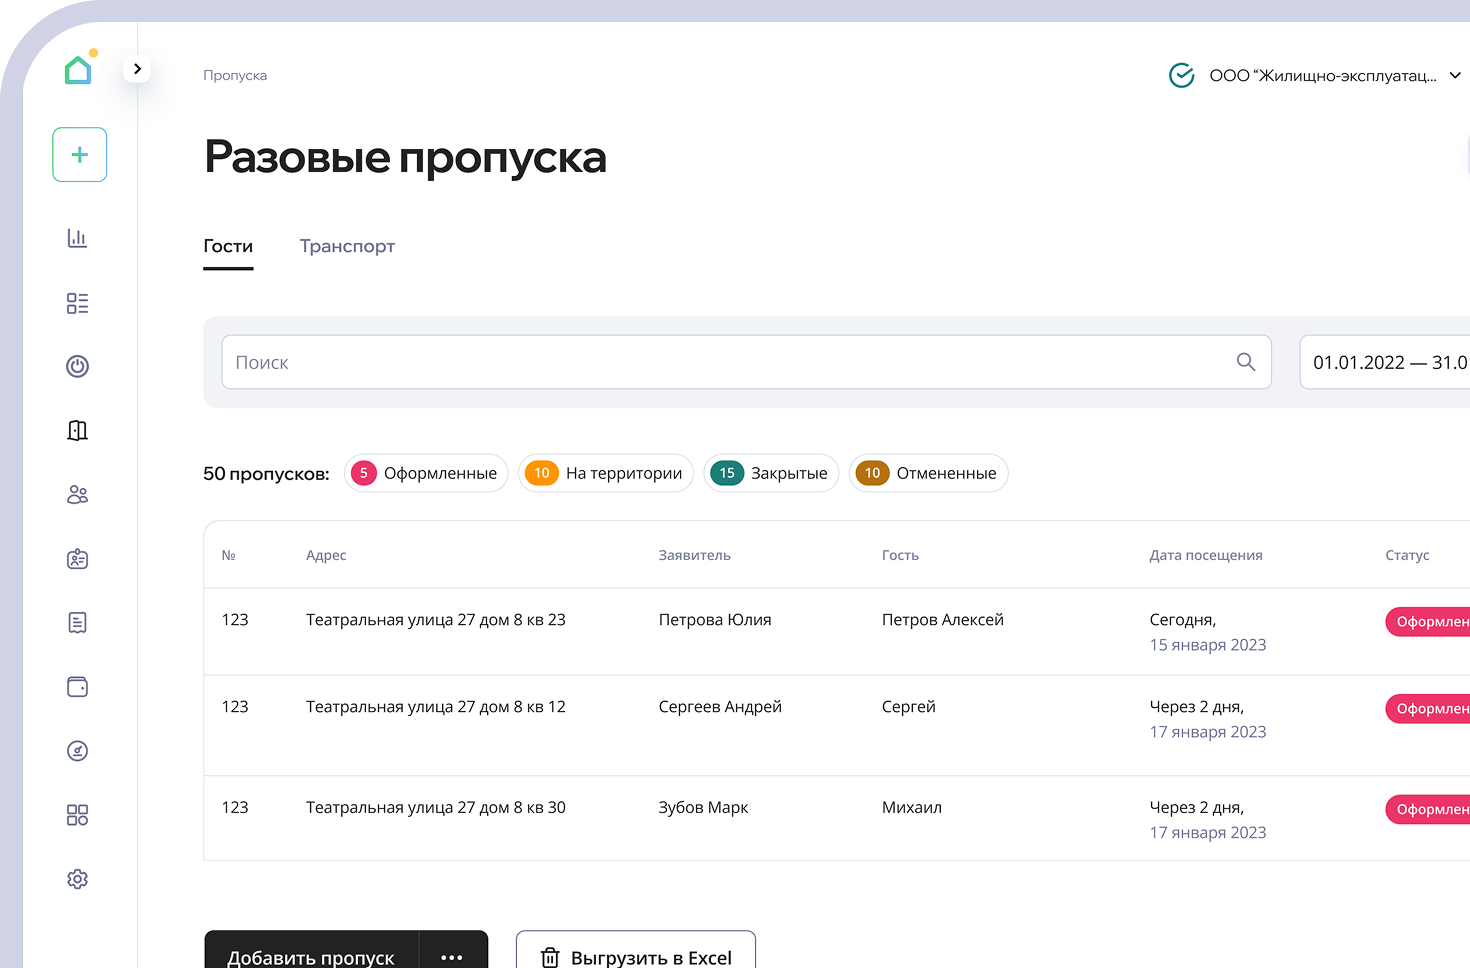 Пропуска
ООО “Жилищно-эксплуатац...
Разовые пропуска
Гости
Транспорт
Поиск
01.01.2022 — 31.0
50 пропусков:
5 Оформленные
10 На территории
15 Закрытые
10 Отмененные
№ Адрес Заявитель Гость Дата посещения Статус
123 Театральная улица 27 дом 8 кв 23 Петрова Юлия Петров Алексей Сегодня, Оформлен
15 января 2023
123 Театральная улица 27 дом 8 кв 12 Сергеев Андрей Сергей Через 2 дня, Оформлен
17 января 2023
123 Театральная улица 27 дом 8 кв 30 Зубов Марк Михаил Через 2 дня, Оформлен
17 января 2023
Добавить пропуск
Выгрузить в Excel